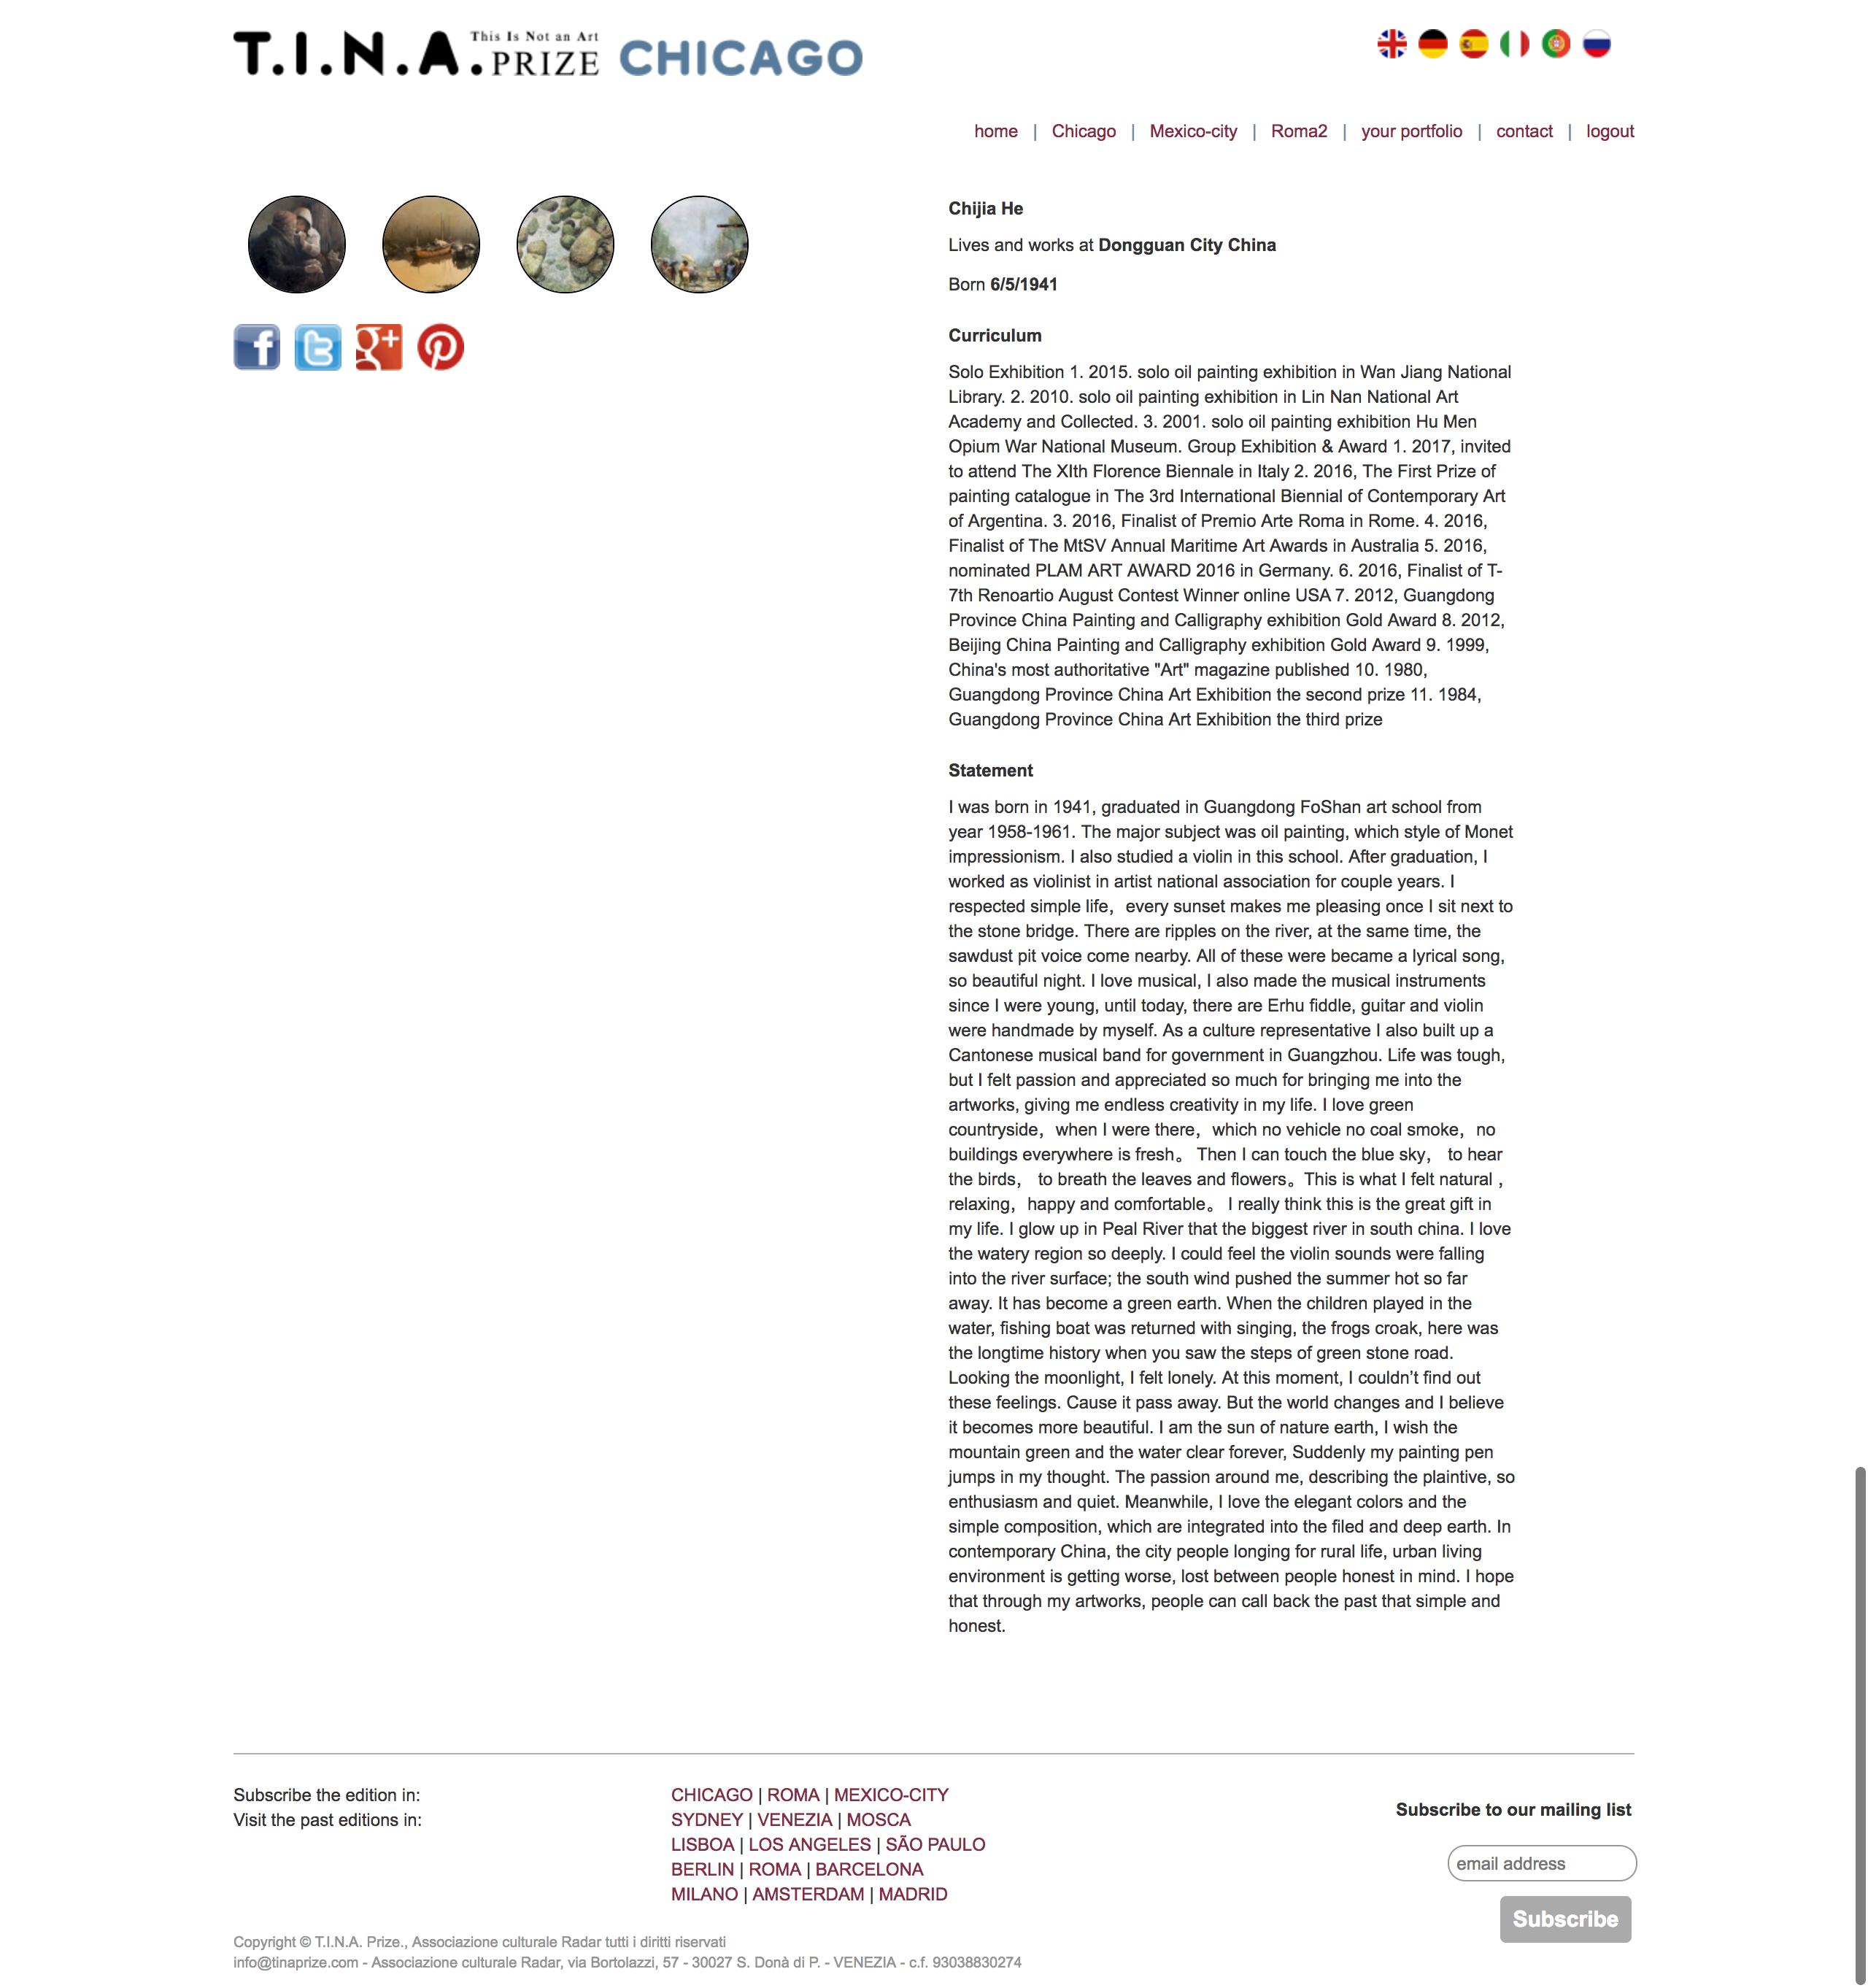 T.I.N.A. This Is Not an Art PRIZE CHICAGO
home | Chicago | Mexico-city | Roma2 | your portfolio | contact | logout
Chijia He
Lives and works at Dongguan City China
Born 6/5/1941
Curriculum
Solo Exhibition 1. 2015. solo oil painting exhibition in Wan Jiang National
Library. 2. 2010. solo oil painting exhibition in Lin Nan National Art
Academy and Collected. 3. 2001. solo oil painting exhibition Hu Men
Opium War National Museum. Group Exhibition & Award 1. 2017, invited
to attend The XIth Florence Biennale in Italy 2. 2016, The First Prize of
painting catalogue in The 3rd International Biennial of Contemporary Art
of Argentina. 3. 2016, Finalist of Premio Arte Roma in Rome. 4. 2016,
Finalist of The MtSV Annual Maritime Art Awards in Australia 5. 2016,
nominated PLAM ART AWARD 2016 in Germany. 6. 2016, Finalist of T-
7th Renoartio August Contest Winner online USA 7. 2012, Guangdong
Province China Painting and Calligraphy exhibition Gold Award 8. 2012,
Beijing China Painting and Calligraphy exhibition Gold Award 9. 1999,
China's most authoritative "Art" magazine published 10. 1980,
Guangdong Province China Art Exhibition the second prize 11. 1984,
Guangdong Province China Art Exhibition the third prize
Statement
I was born in 1941, graduated in Guangdong FoShan art school from
year 1958-1961. The major subject was oil painting, which style of Monet
impressionism. I also studied a violin in this school. After graduation, I
worked as violinist in artist national association for couple years. I
respected simple life，every sunset makes me pleasing once I sit next to
the stone bridge. There are ripples on the river, at the same time, the
sawdust pit voice come nearby. All of these were became a lyrical song,
so beautiful night. I love musical, I also made the musical instruments
since I were young, until today, there are Erhu fiddle, guitar and violin
were handmade by myself. As a culture representative I also built up a
Cantonese musical band for government in Guangzhou. Life was tough,
but I felt passion and appreciated so much for bringing me into the
artworks, giving me endless creativity in my life. I love green
countryside，when I were there，which no vehicle no coal smoke，no
buildings everywhere is fresh。 Then I can touch the blue sky， to hear
the birds， to breath the leaves and flowers。This is what I felt natural ,
relaxing，happy and comfortable。 I really think this is the great gift in
my life. I glow up in Peal River that the biggest river in south china. I love
the watery region so deeply. I could feel the violin sounds were falling
into the river surface; the south wind pushed the summer hot so far
away. It has become a green earth. When the children played in the
water, fishing boat was returned with singing, the frogs croak, here was
the longtime history when you saw the steps of green stone road.
Looking the moonlight, I felt lonely. At this moment, I couldn’t find out
these feelings. Cause it pass away. But the world changes and I believe
it becomes more beautiful. I am the sun of nature earth, I wish the
mountain green and the water clear forever, Suddenly my painting pen
jumps in my thought. The passion around me, describing the plaintive, so
enthusiasm and quiet. Meanwhile, I love the elegant colors and the
simple composition, which are integrated into the filed and deep earth. In
contemporary China, the city people longing for rural life, urban living
environment is getting worse, lost between people honest in mind. I hope
that through my artworks, people can call back the past that simple and
honest.
Subscribe the edition in:
Visit the past editions in:
CHICAGO | ROMA | MEXICO-CITY
SYDNEY | VENEZIA | MOSCA
LISBOA | LOS ANGELES | SÃO PAULO
BERLIN | ROMA | BARCELONA
MILANO | AMSTERDAM | MADRID
Subscribe to our mailing list
email address
Subscribe
Copyright © T.I.N.A. Prize., Associazione culturale Radar tutti i diritti riservati
info@tinaprize.com - Associazione culturale Radar, via Bortolazzi, 57 - 30027 S. Donà di P. - VENEZIA - c.f. 93038830274